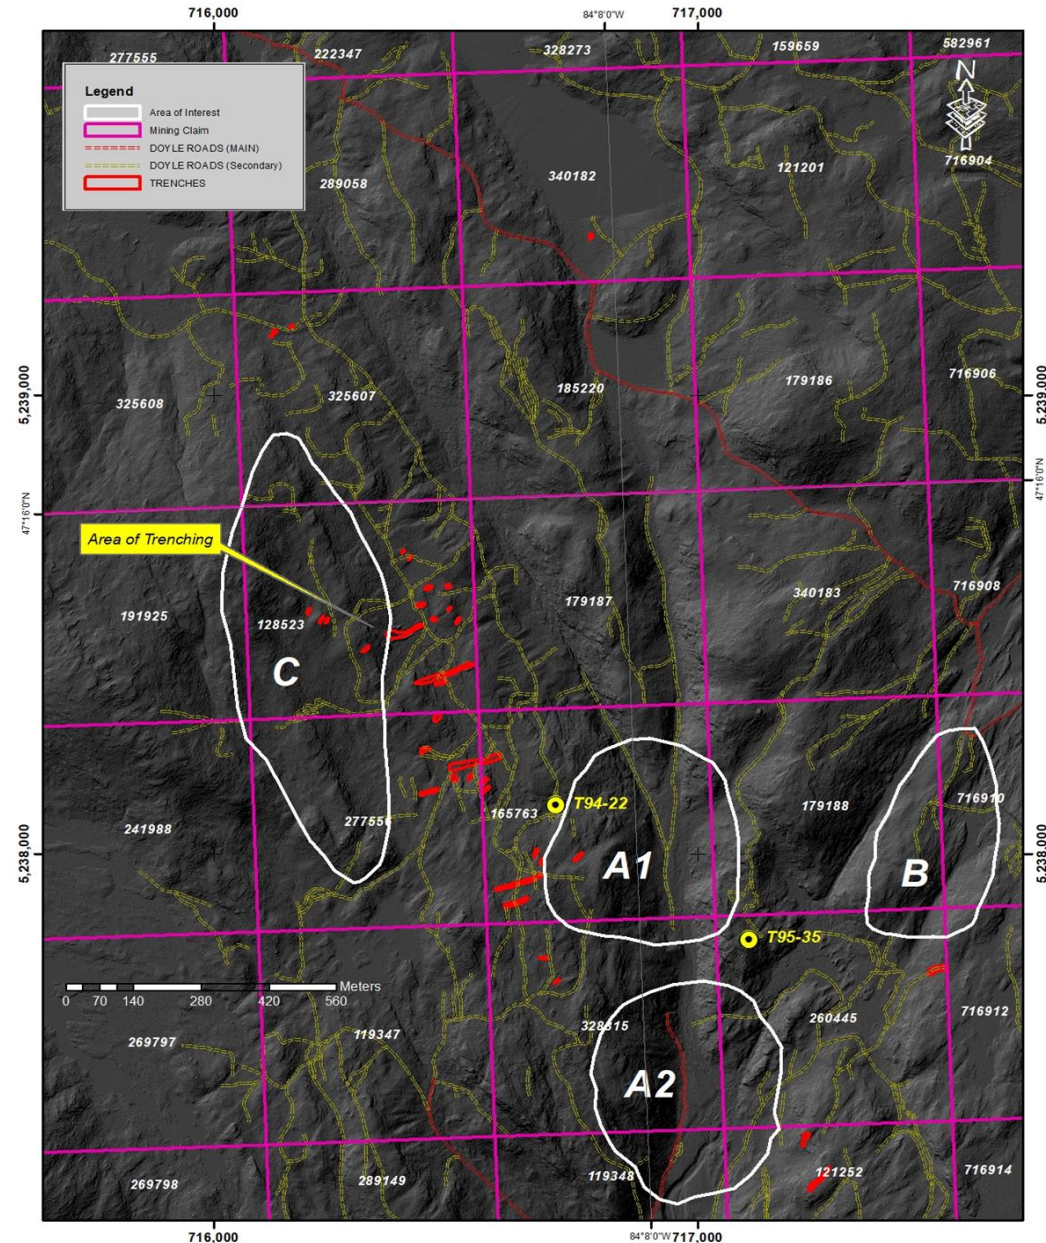 716,000
84°8'0"W
717,000
277555
222347
328273
159659
582961
N
Legend
Area of Interest
Mining Claim
DOYLE ROADS (MAIN)
DOYLE ROADS (Secondary)
TRENCHES
289058
340182
121201
716904
5,239,000
325608
325607
185220
179186
716906
5,239,000
47°16'0"N
47°16'0"N
Area of Trenching
191925
128523
179187
340183
716908
C
241988
277556
165763
T94-22
179188
716910
5,238,000
A1
B
5,238,000
T95-35
0 70 140 280 420 560
Meters
269797
119347
328315
260445
716912
A2
269798
289149
119348
121252
716914
716,000
84°8'0"W
717,000